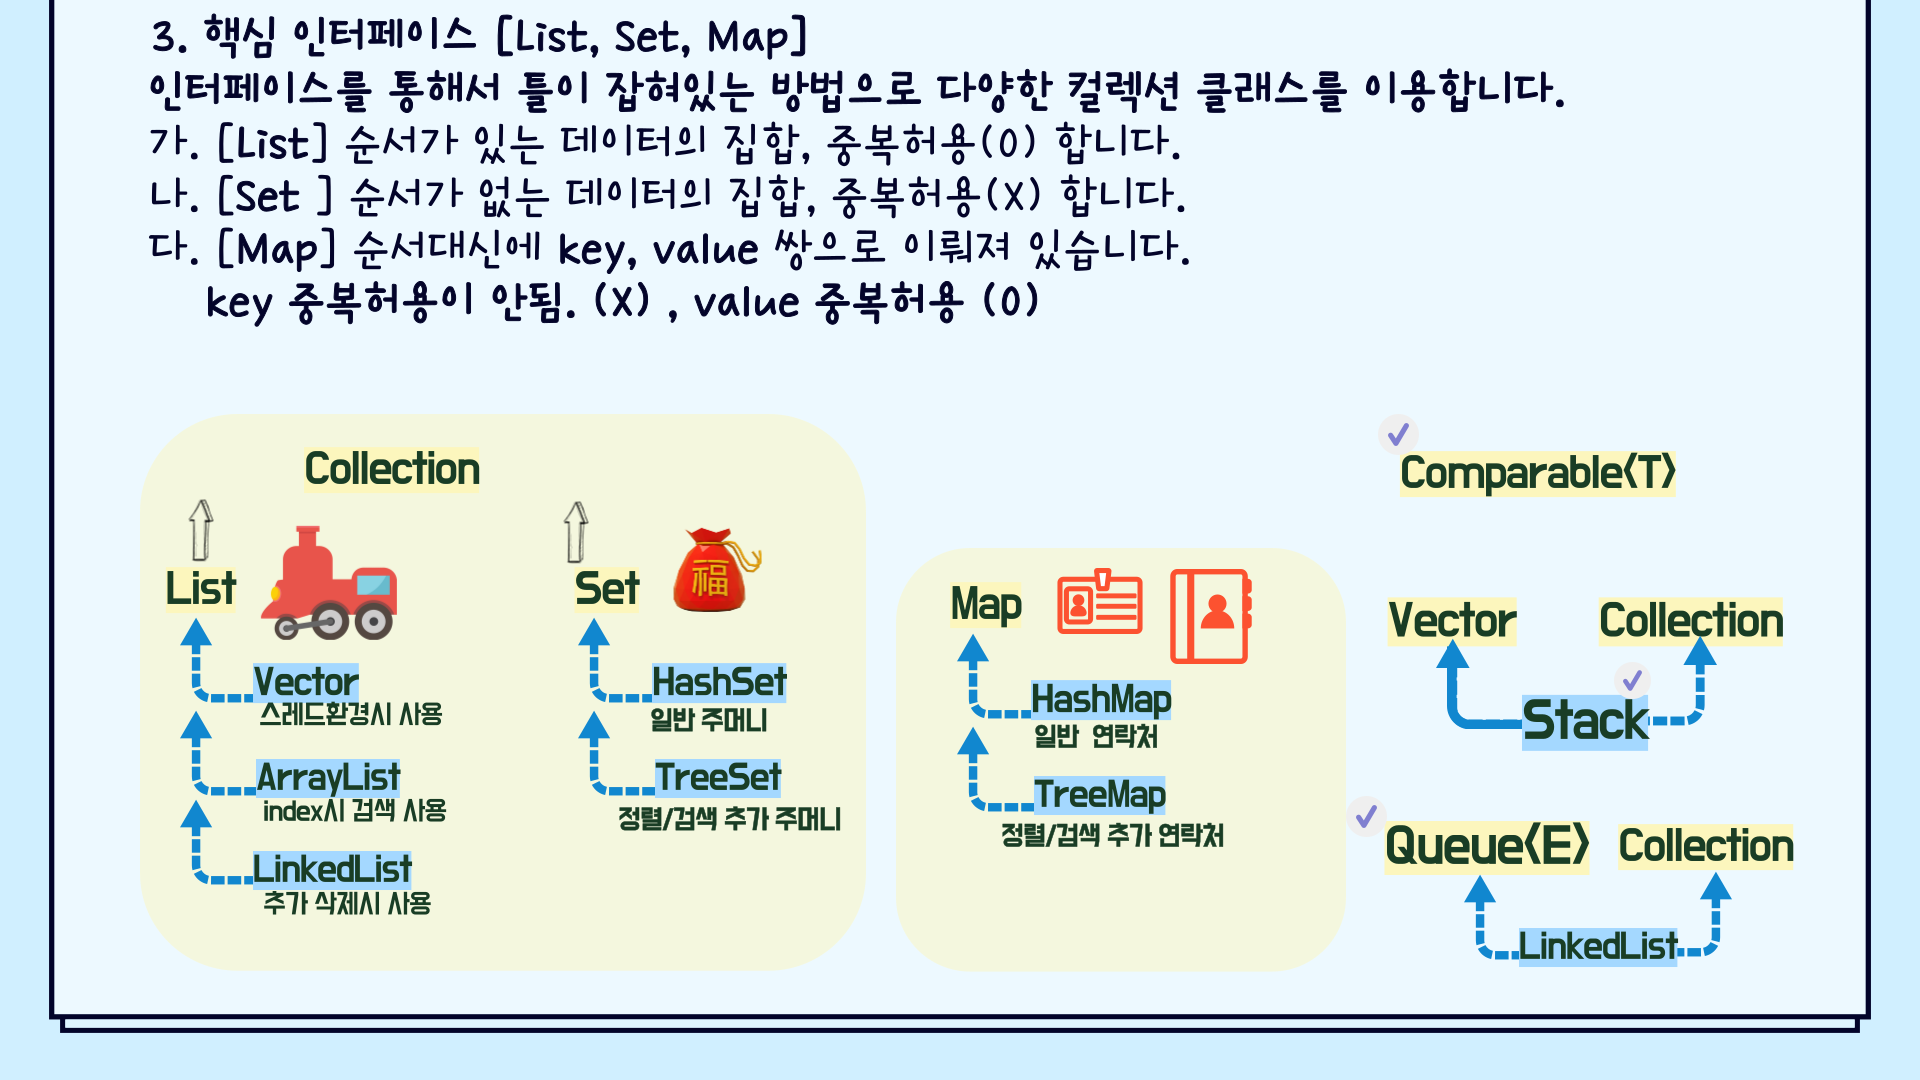 3. 핵심 인터페이스 [List, Set, Map]
인터페이스를 통해서 틀이 잡혀있는 방법으로 다양한 컬렉션 클래스를 이용합니다.
가. [List] 순서가 있는 데이터의 집합, 중복허용(O) 합니다.
나. [Set ] 순서가 없는 데이터의 집합, 중복허용(X) 합니다.
다. [Map] 순서대신에 key, value 쌍으로 이뤄져 있습니다.
key 중복허용이 안됨. (X) , value 중복허용 (O)
Collection
List
Vector
스레드환경시 사용
ArrayList
index시 검색 사용
LinkedList
추가 삭제시 사용
Set
福
HashSet
일반 주머니
TreeSet
정렬/검색 추가 주머니
Map
HashMap
일반 연락처
TreeMap
정렬/검색 추가 연락처
Comparable<T>
Vector
Collection
Stack
Queue<E>
Collection
LinkedList